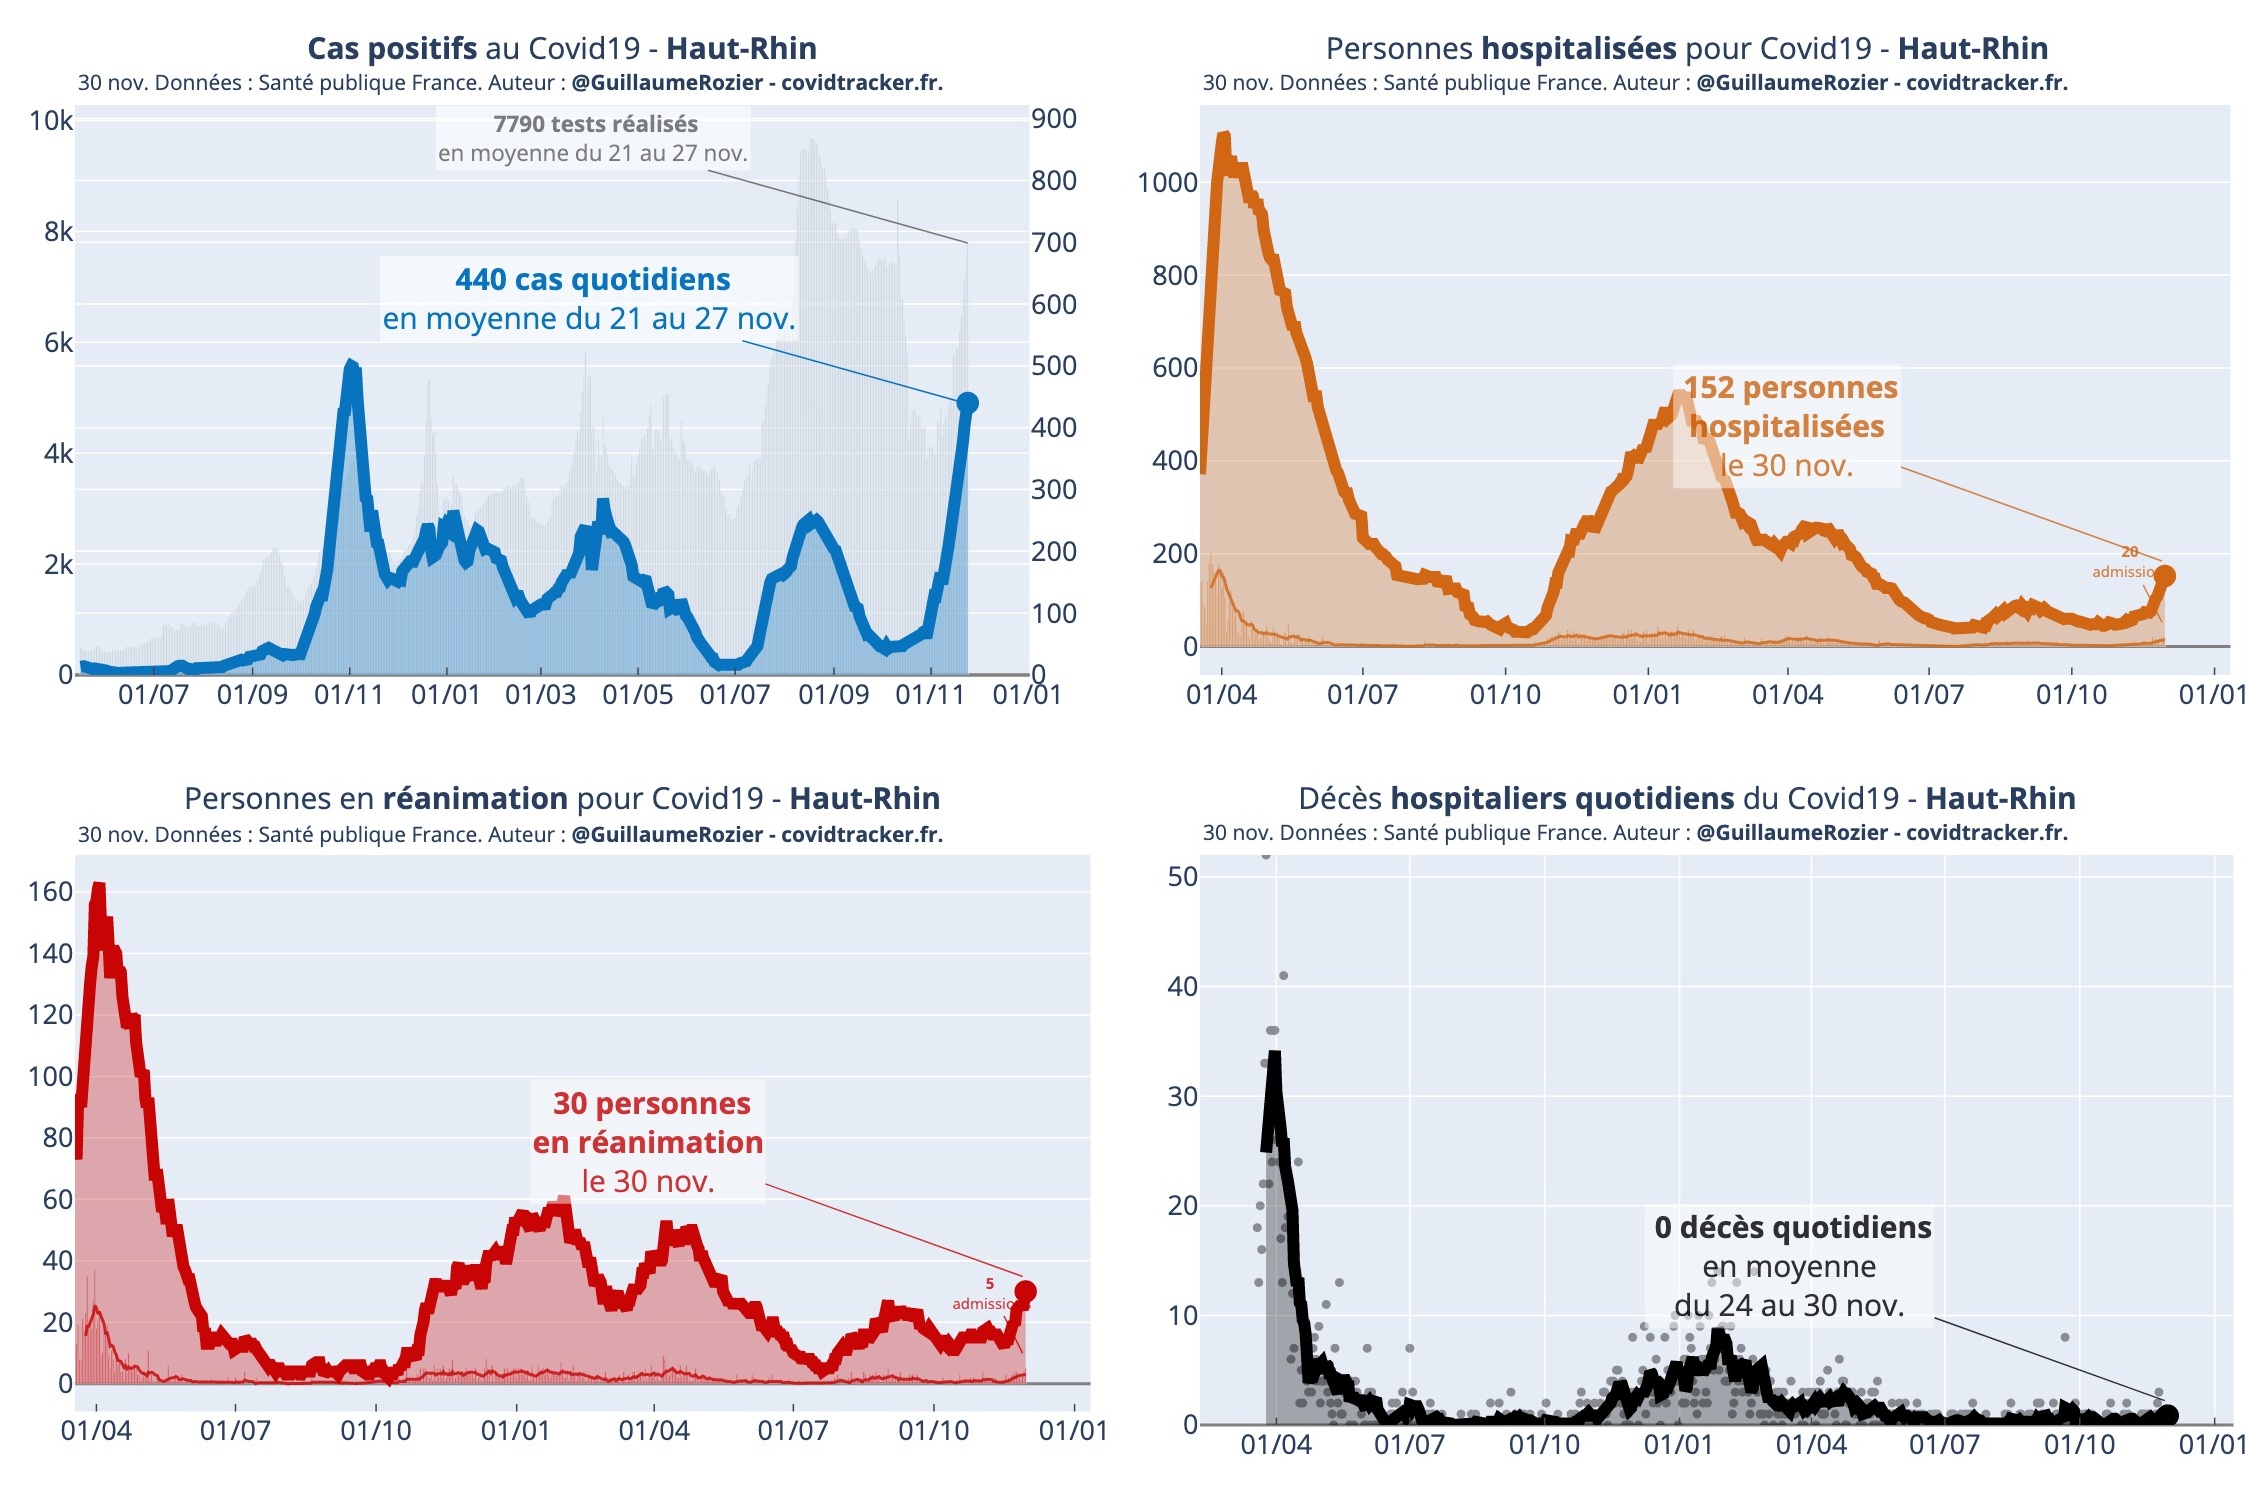 Cas positifs au Covid19 - Haut-Rhin
30 nov. Données : Santé publique France. Auteur : @GuillaumeRozier - covidtracker.fr.
10k
8k
6k
4k
2k
0
900
800
700
600
500
400
300
200
100
0
7790 tests réalisés
en moyenne du 21 au 27 nov.
440 cas quotidiens
en moyenne du 21 au 27 nov.
01/07 01/09 01/11 01/01 01/03 01/05 01/07 01/09 01/11 01/01
Personnes hospitalisées pour Covid19 - Haut-Rhin
30 nov. Données : Santé publique France. Auteur : @GuillaumeRozier - covidtracker.fr.
1000
800
600
400
200
0
152 personnes
hospitalisées
le 30 nov.
20
admissio
01/04 01/07 01/10 01/01 01/04 01/07 01/10 01/01
Personnes en réanimation pour Covid19 - Haut-Rhin
30 nov. Données : Santé publique France. Auteur : @GuillaumeRozier - covidtracker.fr.
160
140
120
100
80
60
40
20
0
30 personnes
en réanimation
le 30 nov.
5
admissio
01/04 01/07 01/10 01/01 01/04 01/07 01/10 01/01
Décès hospitaliers quotidiens du Covid19 - Haut-Rhin
30 nov. Données : Santé publique France. Auteur : @GuillaumeRozier - covidtracker.fr.
50
40
30
20
10
0
0 décès quotidiens
en moyenne
du 24 au 30 nov.
01/04 01/07 01/10 01/01 01/04 01/07 01/10 01/01